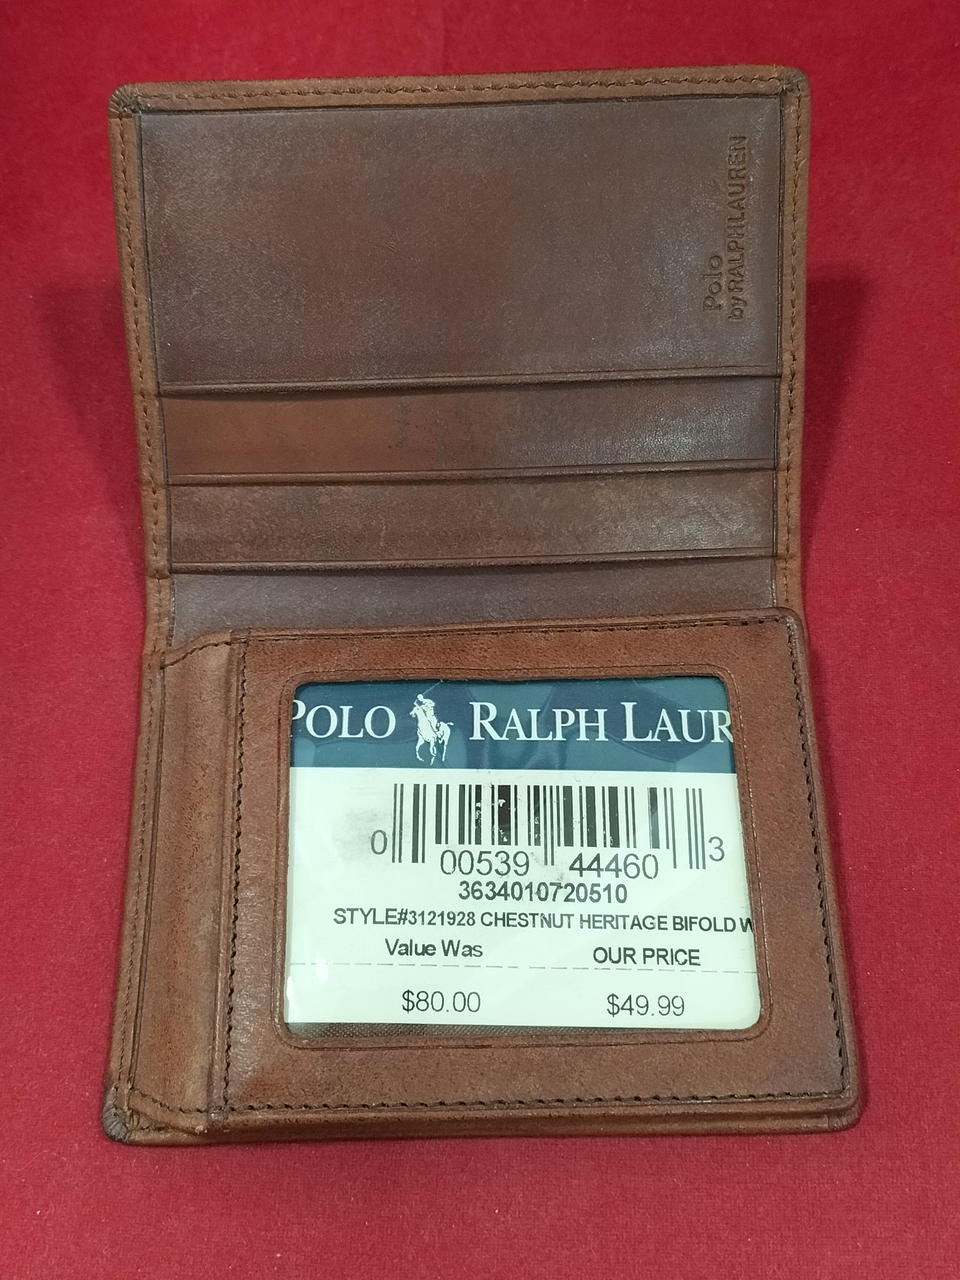 Polo
by RALPHLAUREN
POLO RALPH LAUR
0 00539 44460 3
3634010720510
STYLE#3121928 CHESTNUT HERITAGE BIFOLD W
Value Was OUR PRICE
$80.00 $49.99